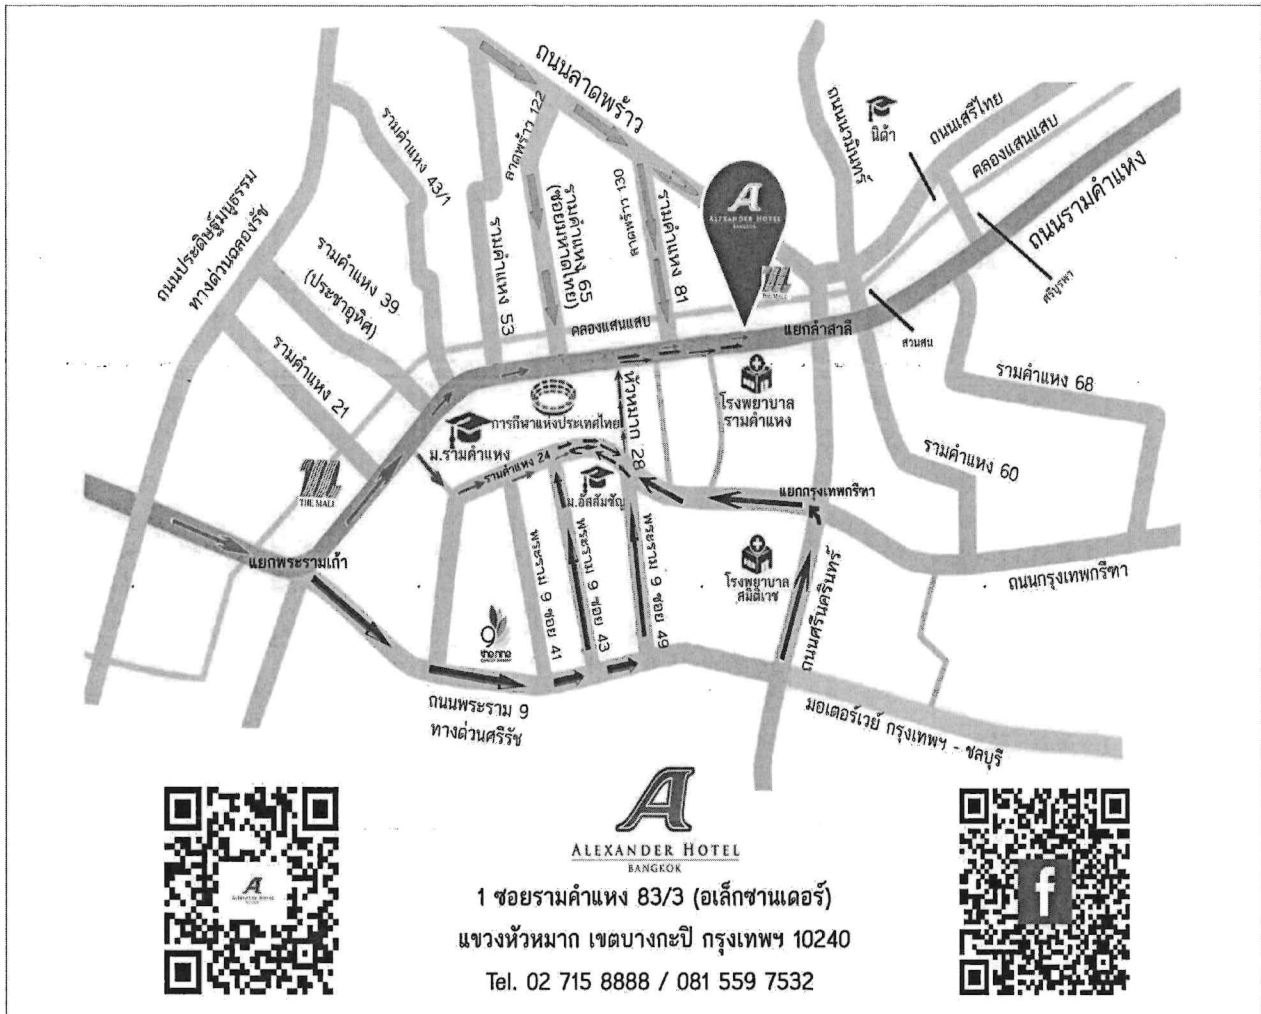 ถนนลาดพร้าว
ลาดพร้าว 122
รามคำแหง 43/1
ถนนประดิษฐ์มนูธรรม
ทางด่วนฉลองรัช
รามคำแหง 39
(ประชาอุทิศ)
รามคำแหง 21
รามคำแหง 53
รามคำแหง 65
(ซอยมหาดไทย)
ลาดพร้าว 130
รามคำแหง 81
A
ALEXANDER HOTEL
BANGKOK
THE MALL
ถนนนวมินทร์
นิด้า
ถนนเสรีไทย
คลองแสนแสบ
ถนนรามคำแหง
ศรีบูรพา
สวนสน
คลองแสนแสบ
แยกลำสาลี
รามคำแหง 68
รามคำแหง 60
โรงพยาบาล
รามคำแหง
การกีฬาแห่งประเทศไทย
หัวหมาก 28
ม.รามคำแหง
รามคำแหง 24
ม.อัสสัมชัญ
THE MALL
แยกพระรามเก้า
แยกกรุงเทพกรีฑา
พระราม 9 ซอย 41
พระราม 9 ซอย 43
พระราม 9 ซอย 49
โรงพยาบาล
สมิติเวช
ถนนศรีนครินทร์
ถนนกรุงเทพกรีฑา
9
the nine
ถนนพระราม 9
ทางด่วนศรีรัช
มอเตอร์เวย์ กรุงเทพฯ - ชลบุรี
A
ALEXANDER HOTEL
BANGKOK
A
ALEXANDER HOTEL
f
1 ซอยรามคำแหง 83/3 (อเล็กซานเดอร์)
แขวงหัวหมาก เขตบางกะปิ กรุงเทพฯ 10240
Tel. 02 715 8888 / 081 559 7532